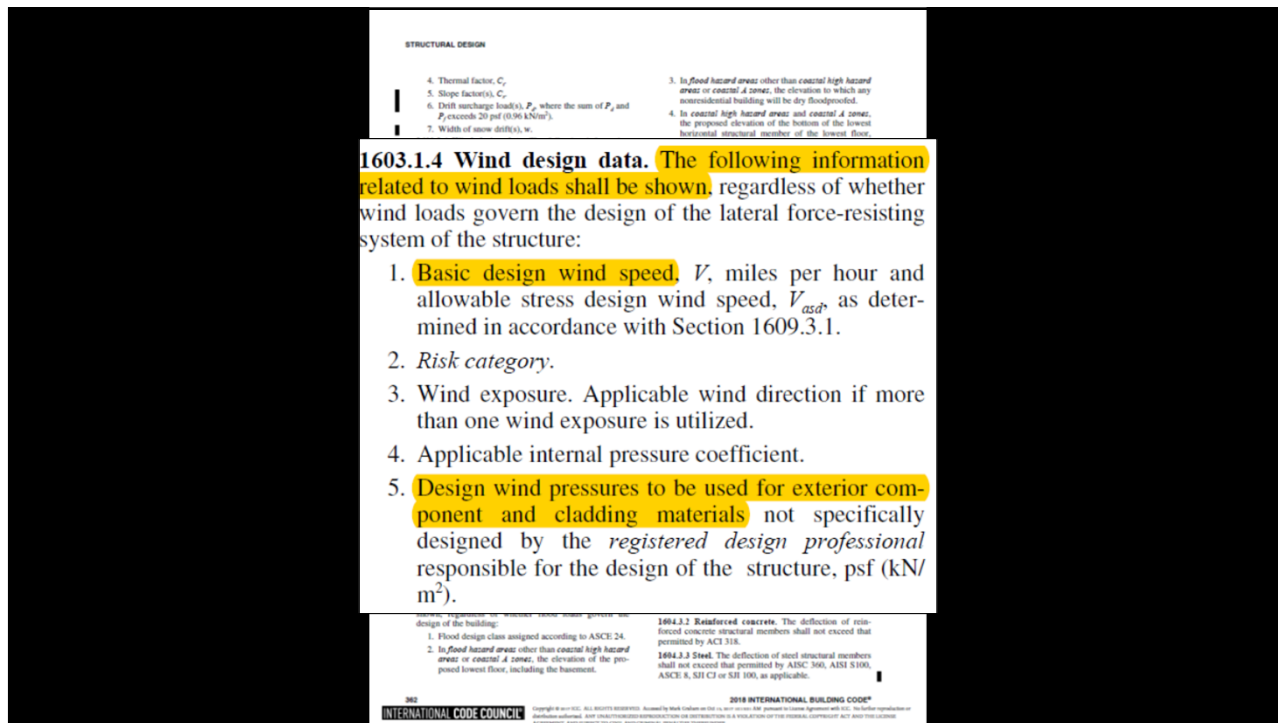 STRUCTURAL DESIGN
4. Thermal factor, Ct
5. Slope factor(s), Cs
6. Drift surcharge load(s), Pd, where the sum of Pd and
Pf exceeds 20 psf (0.96 kN/m²).
7. Width of snow drift(s), w.
3. In flood hazard areas other than coastal high hazard
areas or coastal A zones, the elevation to which any
nonresidential building will be dry floodproofed.
4. In coastal high hazard areas and coastal A zones,
the proposed elevation of the bottom of the lowest
horizontal structural member of the lowest floor,
1603.1.4 Wind design data. The following information
related to wind loads shall be shown, regardless of whether
wind loads govern the design of the lateral force-resisting
system of the structure:
1. Basic design wind speed, V, miles per hour and
allowable stress design wind speed, Vasd, as deter-
mined in accordance with Section 1609.3.1.
2. Risk category.
3. Wind exposure. Applicable wind direction if more
than one wind exposure is utilized.
4. Applicable internal pressure coefficient.
5. Design wind pressures to be used for exterior com-
ponent and cladding materials not specifically
designed by the registered design professional
responsible for the design of the structure, psf (kN/
m²).
shown, regardless of whether flood loads govern the
design of the building:
1. Flood design class assigned according to ASCE 24.
2. In flood hazard areas other than coastal high hazard
areas or coastal A zones, the elevation of the pro-
posed lowest floor, including the basement.
1604.3.2 Reinforced concrete. The deflection of rein-
forced concrete structural members shall not exceed that
permitted by ACI 318.
1604.3.3 Steel. The deflection of steel structural members
shall not exceed that permitted by AISC 360, AISI S100,
ASCE 8, SJI CJ or SJI 100, as applicable.
362
2018 INTERNATIONAL BUILDING CODE®
INTERNATIONAL CODE COUNCIL®